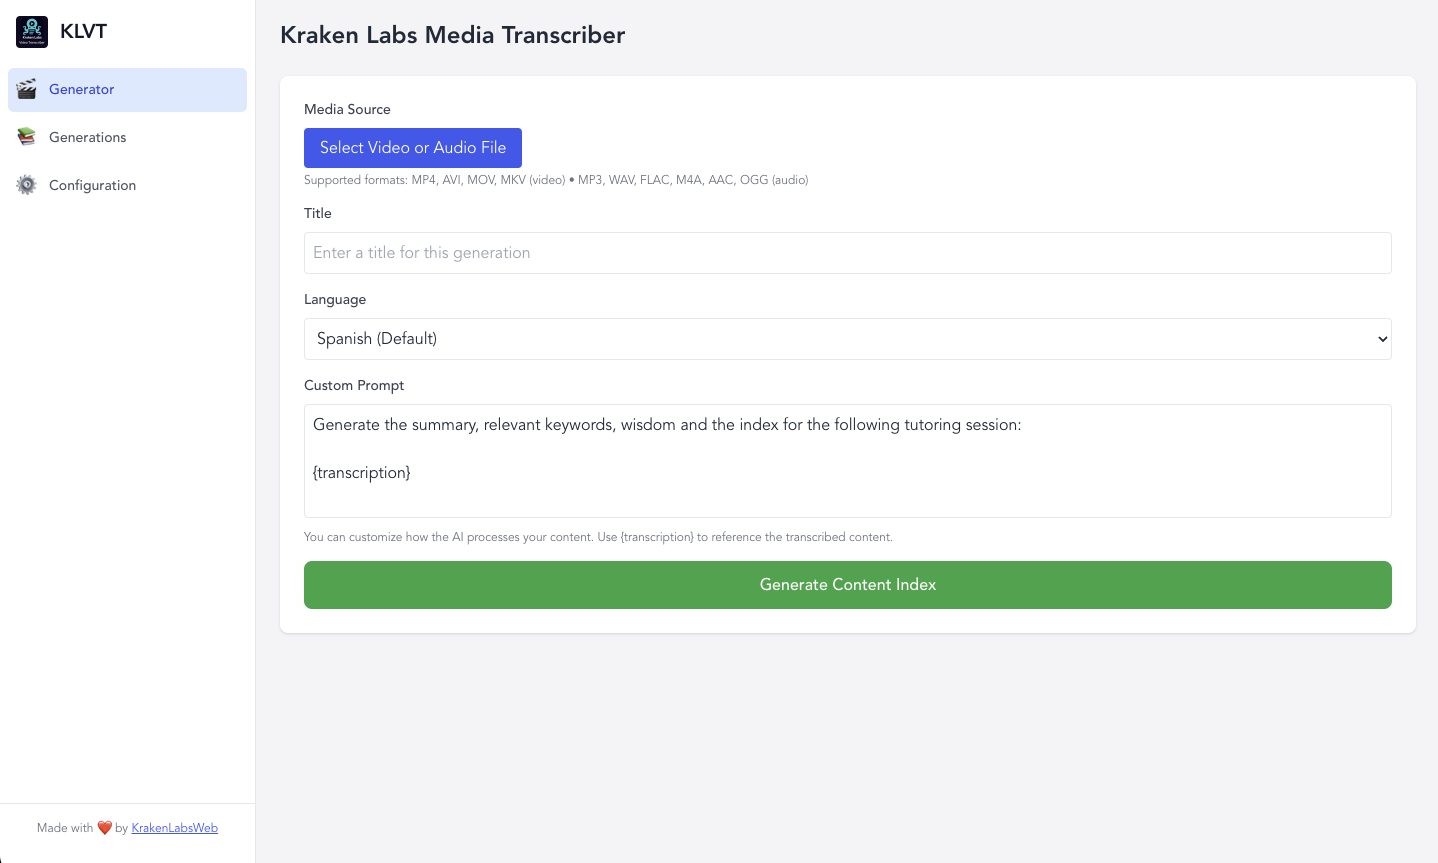 KLVT
Generator
Generations
Configuration
Made with ❤️ by KrakenLabsWeb
Kraken Labs Media Transcriber
Media Source
Select Video or Audio File
Supported formats: MP4, AVI, MOV, MKV (video) • MP3, WAV, FLAC, M4A, AAC, OGG (audio)
Title
Enter a title for this generation
Language
Spanish (Default)
Custom Prompt
Generate the summary, relevant keywords, wisdom and the index for the following tutoring session:
{transcription}
You can customize how the AI processes your content. Use {transcription} to reference the transcribed content.
Generate Content Index